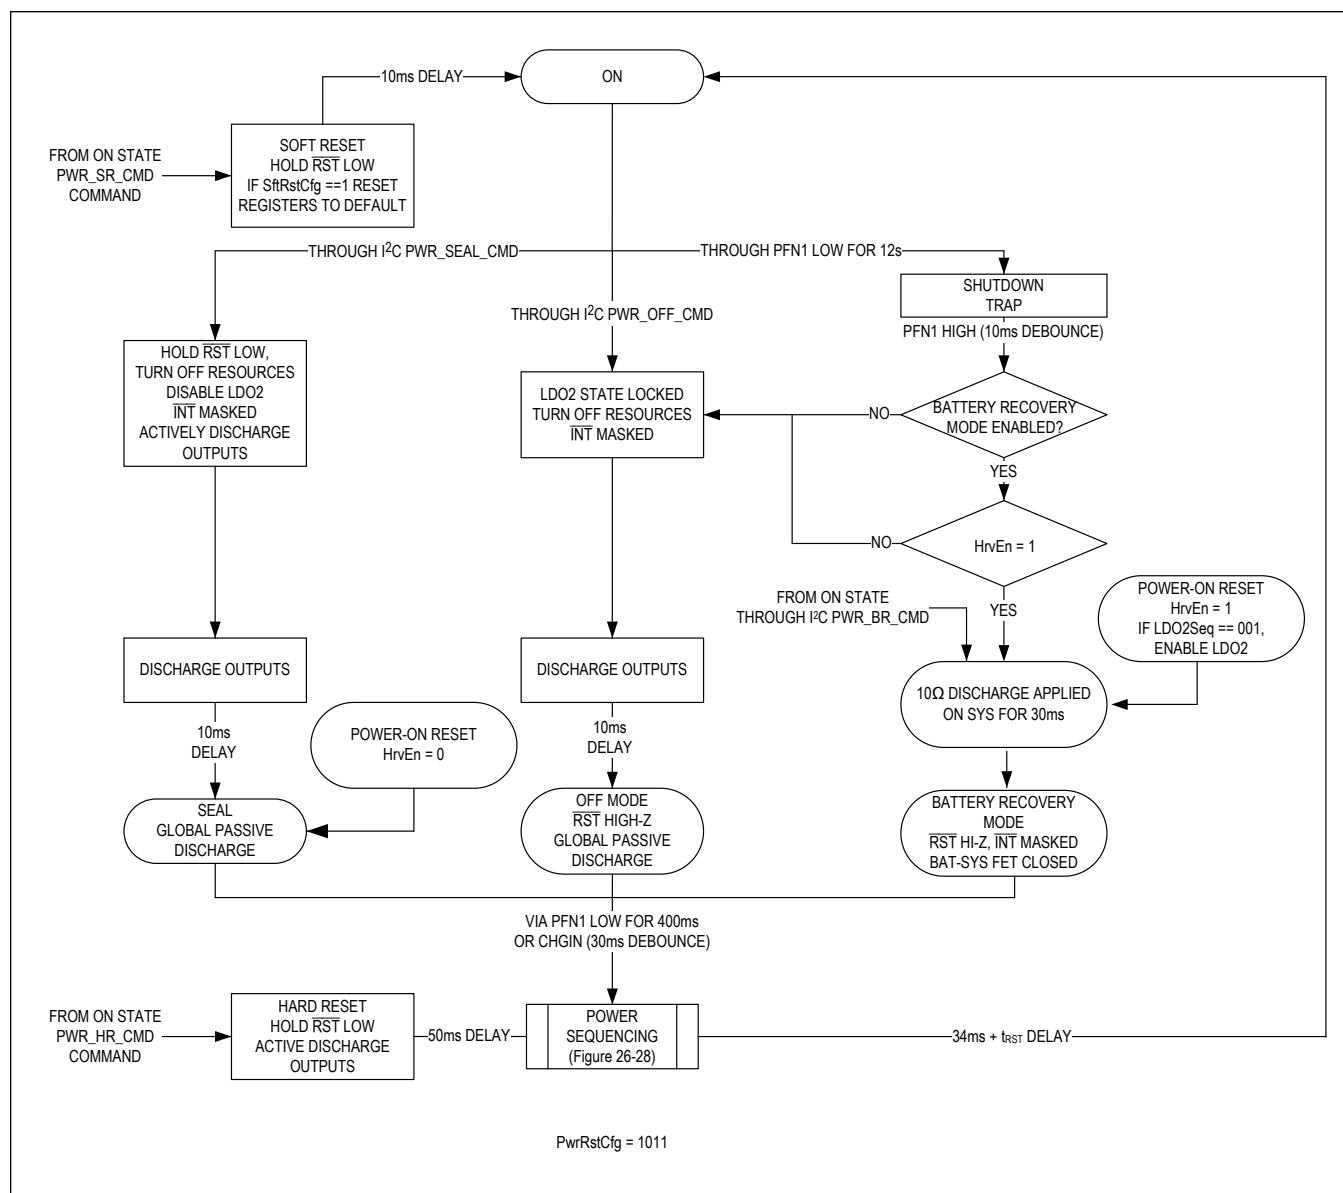 10ms DELAY
ON
SOFT RESET
HOLD RST LOW
IF SftRstCfg ==1 RESET
REGISTERS TO DEFAULT
FROM ON STATE
PWR_SR_CMD
COMMAND
THROUGH I2C PWR_SEAL_CMD
THROUGH PFN1 LOW FOR 12s
SHUTDOWN
TRAP
THROUGH I2C PWR_OFF_CMD
PFN1 HIGH (10ms DEBOUNCE)
HOLD RST LOW,
TURN OFF RESOURCES
DISABLE LDO2
INT MASKED
ACTIVELY DISCHARGE
OUTPUTS
LDO2 STATE LOCKED
TURN OFF RESOURCES
INT MASKED
NO
BATTERY RECOVERY
MODE ENABLED?
YES
NO
HrvEn = 1
YES
FROM ON STATE
THROUGH I2C PWR_BR_CMD
POWER-ON RESET
HrvEn = 1
IF LDO2Seq == 001,
ENABLE LDO2
DISCHARGE OUTPUTS
DISCHARGE OUTPUTS
10Ω DISCHARGE APPLIED
ON SYS FOR 30ms
10ms
DELAY
POWER-ON RESET
HrvEn = 0
10ms
DELAY
SEAL
GLOBAL PASSIVE
DISCHARGE
OFF MODE
RST HIGH-Z
GLOBAL PASSIVE
DISCHARGE
BATTERY RECOVERY
MODE
RST HI-Z, INT MASKED
BAT-SYS FET CLOSED
VIA PFN1 LOW FOR 400ms
OR CHGIN (30ms DEBOUNCE)
FROM ON STATE
PWR_HR_CMD
COMMAND
HARD RESET
HOLD RST LOW
ACTIVE DISCHARGE
OUTPUTS
50ms DELAY
POWER
SEQUENCING
(Figure 26-28)
34ms + tRST DELAY
PwrRstCfg = 1011